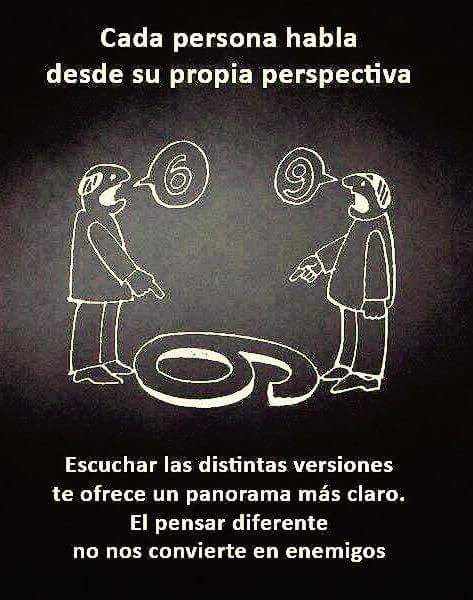 Cada persona habla
desde su propia perspectiva
6
9
Escuchar las distintas versiones
te ofrece un panorama más claro.
El pensar diferente
no nos convierte en enemigos